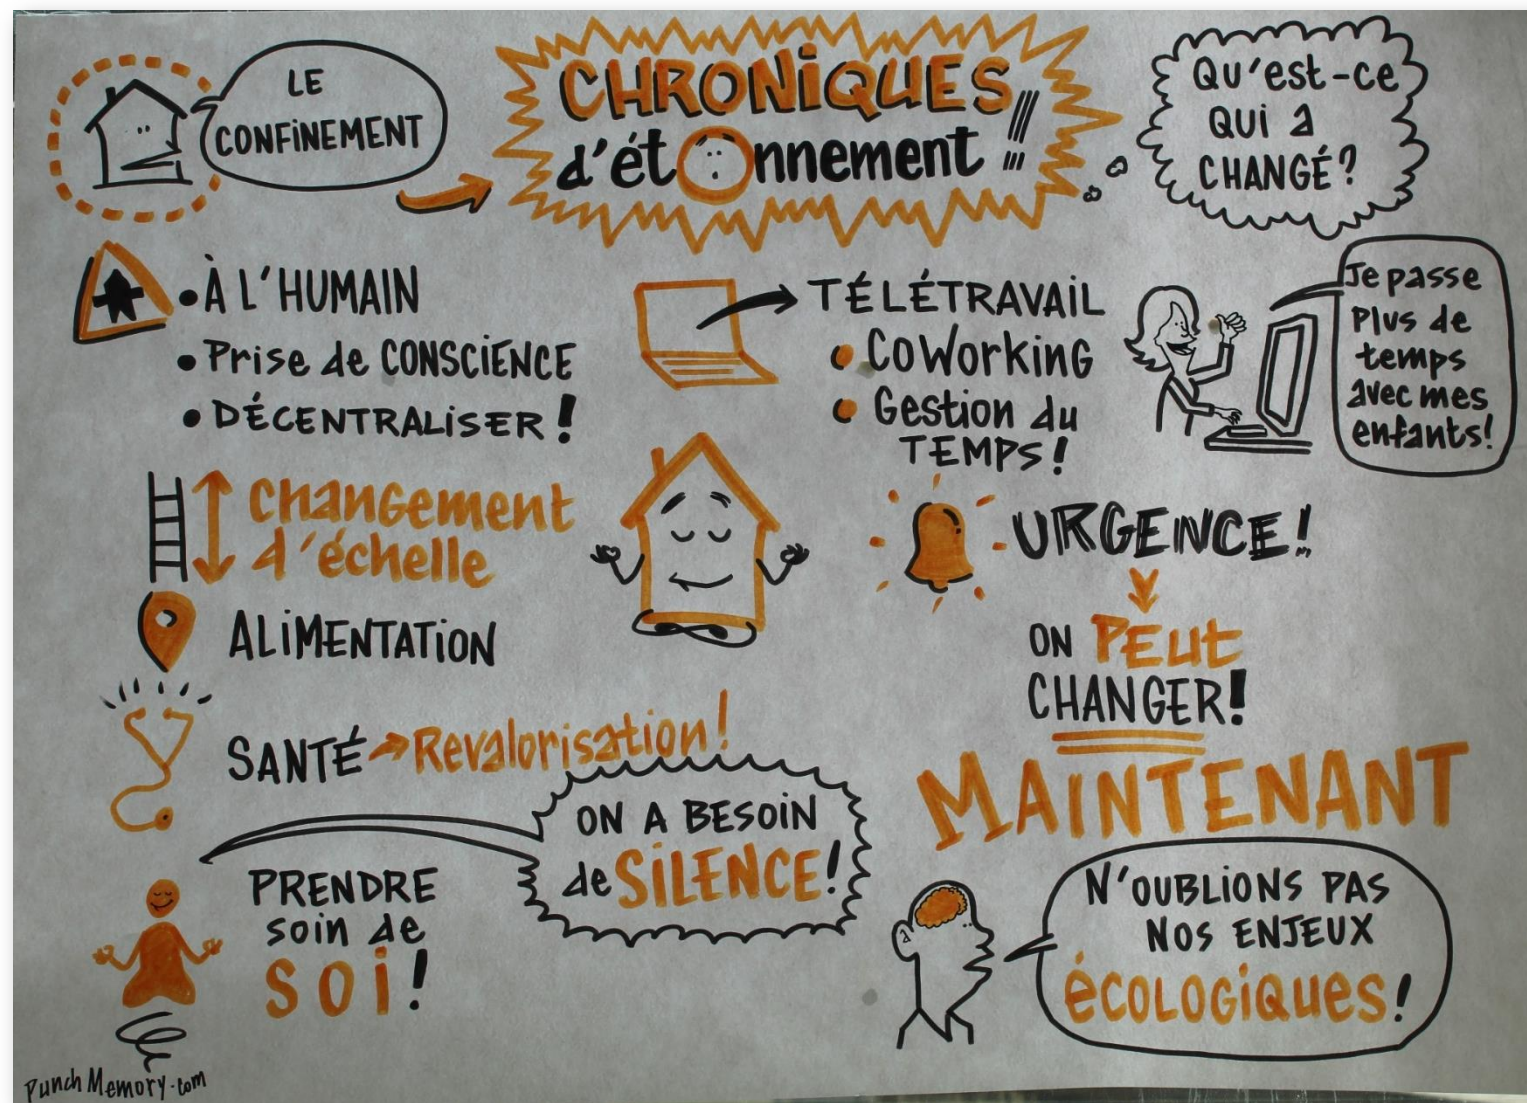 LE
CONFINEMENT
CHRONIQUES
d'étOnnement!!!
Qu'est-ce
QUI A
CHANGÉ?
• À L'HUMAIN
• Prise de CONSCIENCE
• DÉCENTRALISER!
TÉLÉTRAVAIL
• CoWorking
• Gestion du
TEMPS!
Je passe
Plus de
temps
avec mes
enfants!
Changement
d'échelle
URGENCE!
ON PEUT
CHANGER!
MAINTENANT
ALIMENTATION
SANTÉ → Revalorisation!
ON A BESOIN
de SILENCE!
PRENDRE
soin de
SOI!
N'OUBLIONS PAS
NOS ENJEUX
ÉCOLOGIQUES!
PunchMemory.com